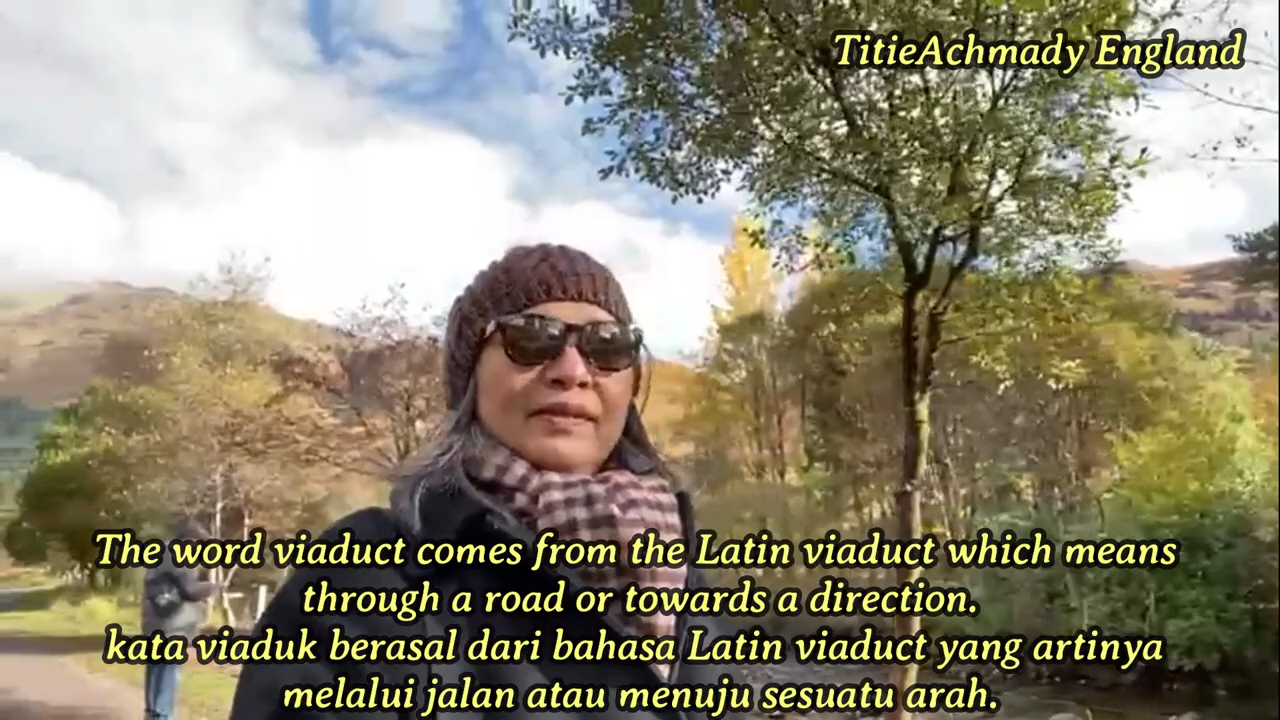 TitieAchmady England
The word viaduct comes from the Latin viaduct which means
through a road or towards a direction.
kata viaduk berasal dari bahasa Latin viaduct yang artinya
melalui jalan atau menuju sesuatu arah.